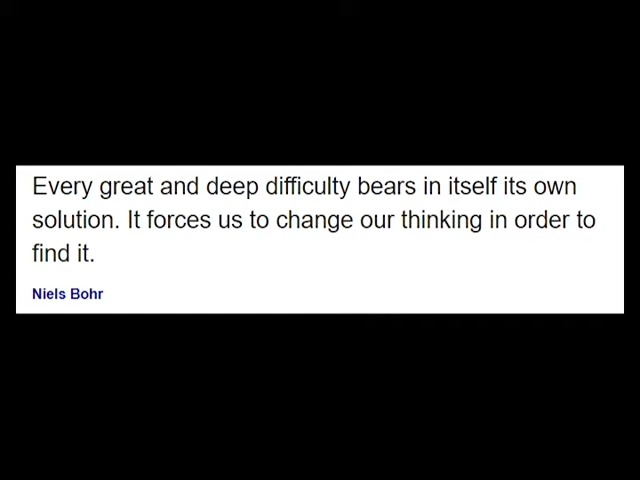 Every great and deep difficulty bears in itself its own
solution. It forces us to change our thinking in order to
find it.
Niels Bohr